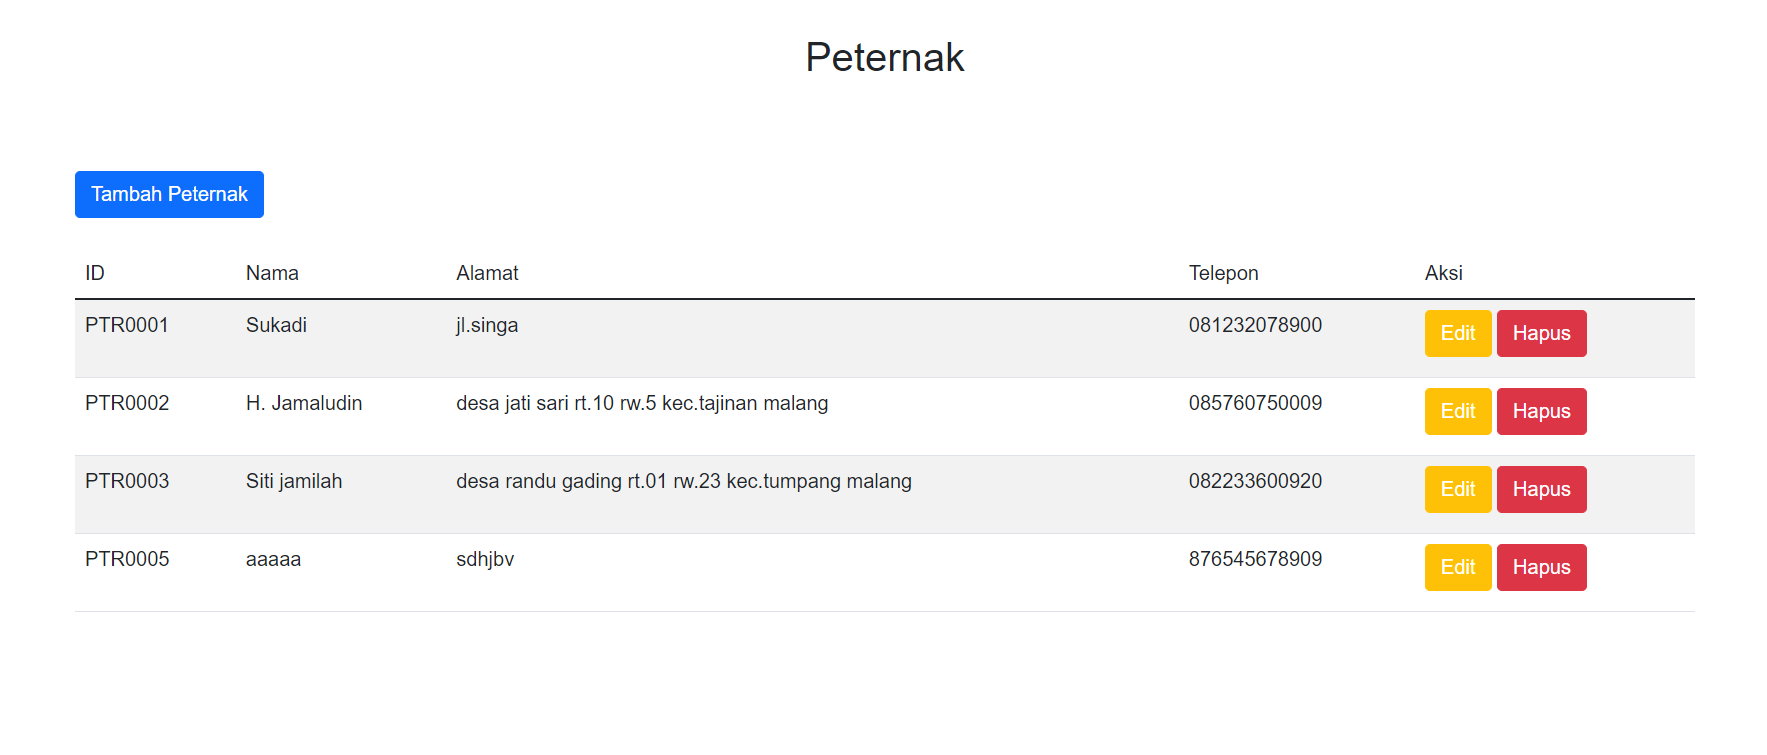 Peternak
Tambah Peternak
ID Nama Alamat Telepon Aksi
PTR0001 Sukadi jl.singa 081232078900 Edit Hapus
PTR0002 H. Jamaludin desa jati sari rt.10 rw.5 kec.tajinan malang 085760750009 Edit Hapus
PTR0003 Siti jamilah desa randu gading rt.01 rw.23 kec.tumpang malang 082233600920 Edit Hapus
PTR0005 aaaaa sdhjbv 876545678909 Edit Hapus